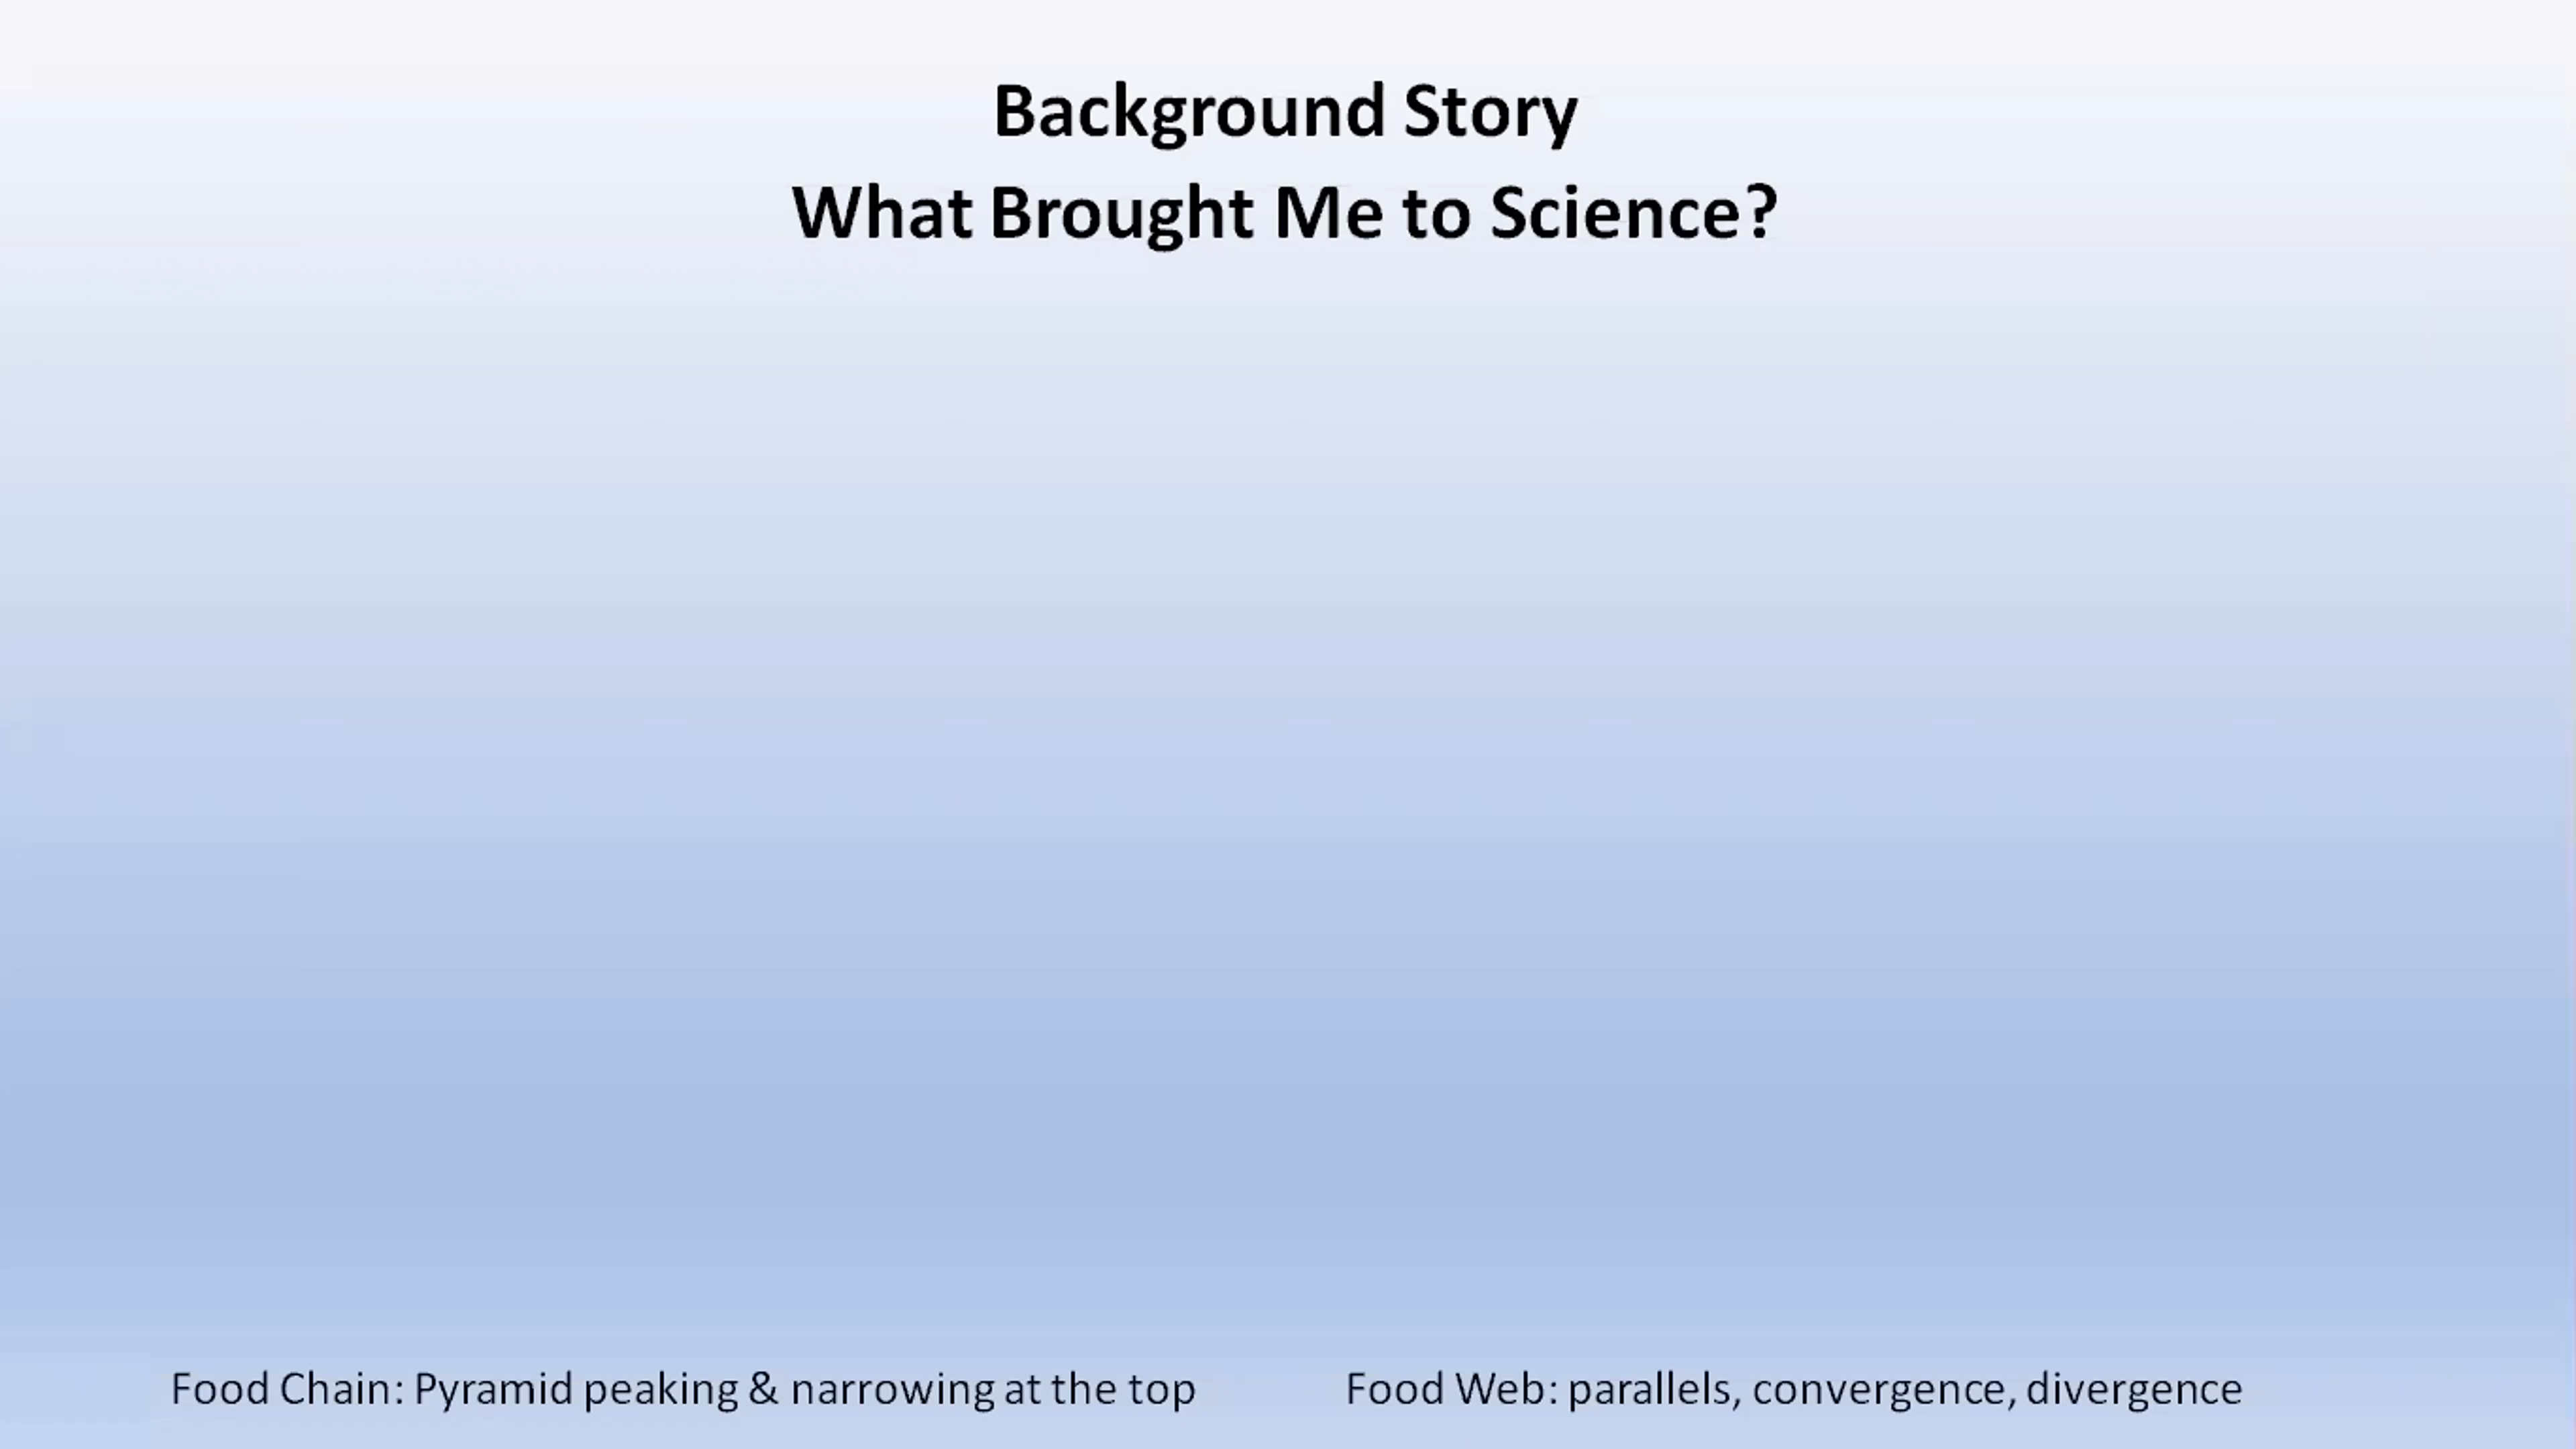 Background Story
What Brought Me to Science?
Food Chain: Pyramid peaking & narrowing at the top
Food Web: parallels, convergence, divergence